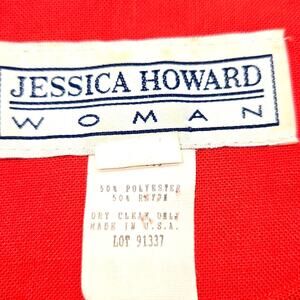 JESSICA HOWARD
WOMAN
50% POLYESTER
50% RAYON
DRY CLEAN ONLY
MADE IN U.S.A.
LOT 91337